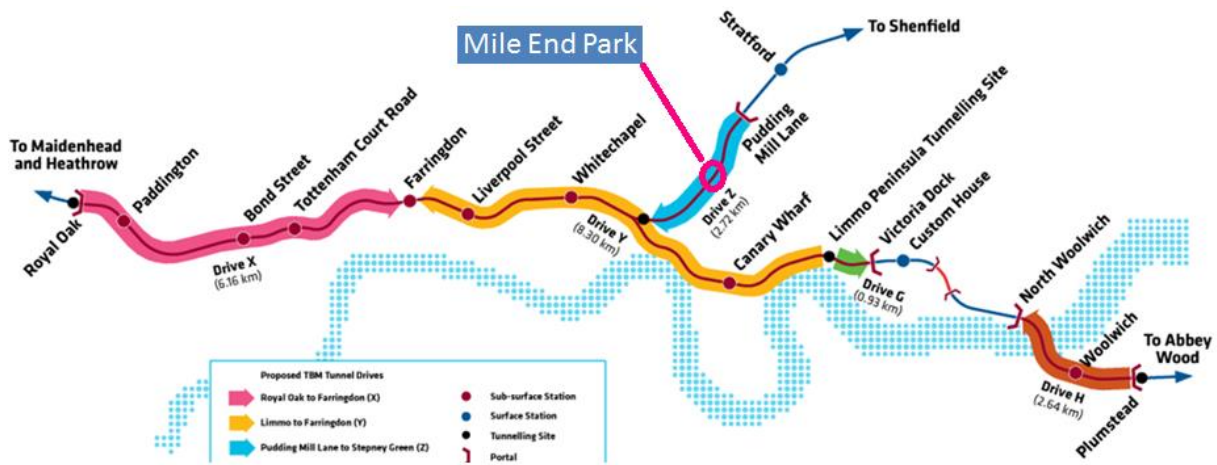 Mile End Park
To Shenfield
Stratford
Pudding
Mill Lane
To Maidenhead
and Heathrow
Royal Oak
Paddington
Bond Street
Tottenham Court Road
Farringdon
Liverpool Street
Whitechapel
Drive X
(6.16 km)
Drive Y
(8.30 km)
Drive Z
(2.72 km)
Canary Wharf
Limmo Peninsula Tunnelling Site
Victoria Dock
Custom House
Drive G
(0.93 km)
North Woolwich
Woolwich
Drive H
(2.64 km)
Plumstead
To Abbey
Wood
Proposed TBM Tunnel Drives
Royal Oak to Farringdon (X)
Limmo to Farringdon (Y)
Pudding Mill Lane to Stepney Green (Z)
Sub-surface Station
Surface Station
Tunnelling Site
Portal